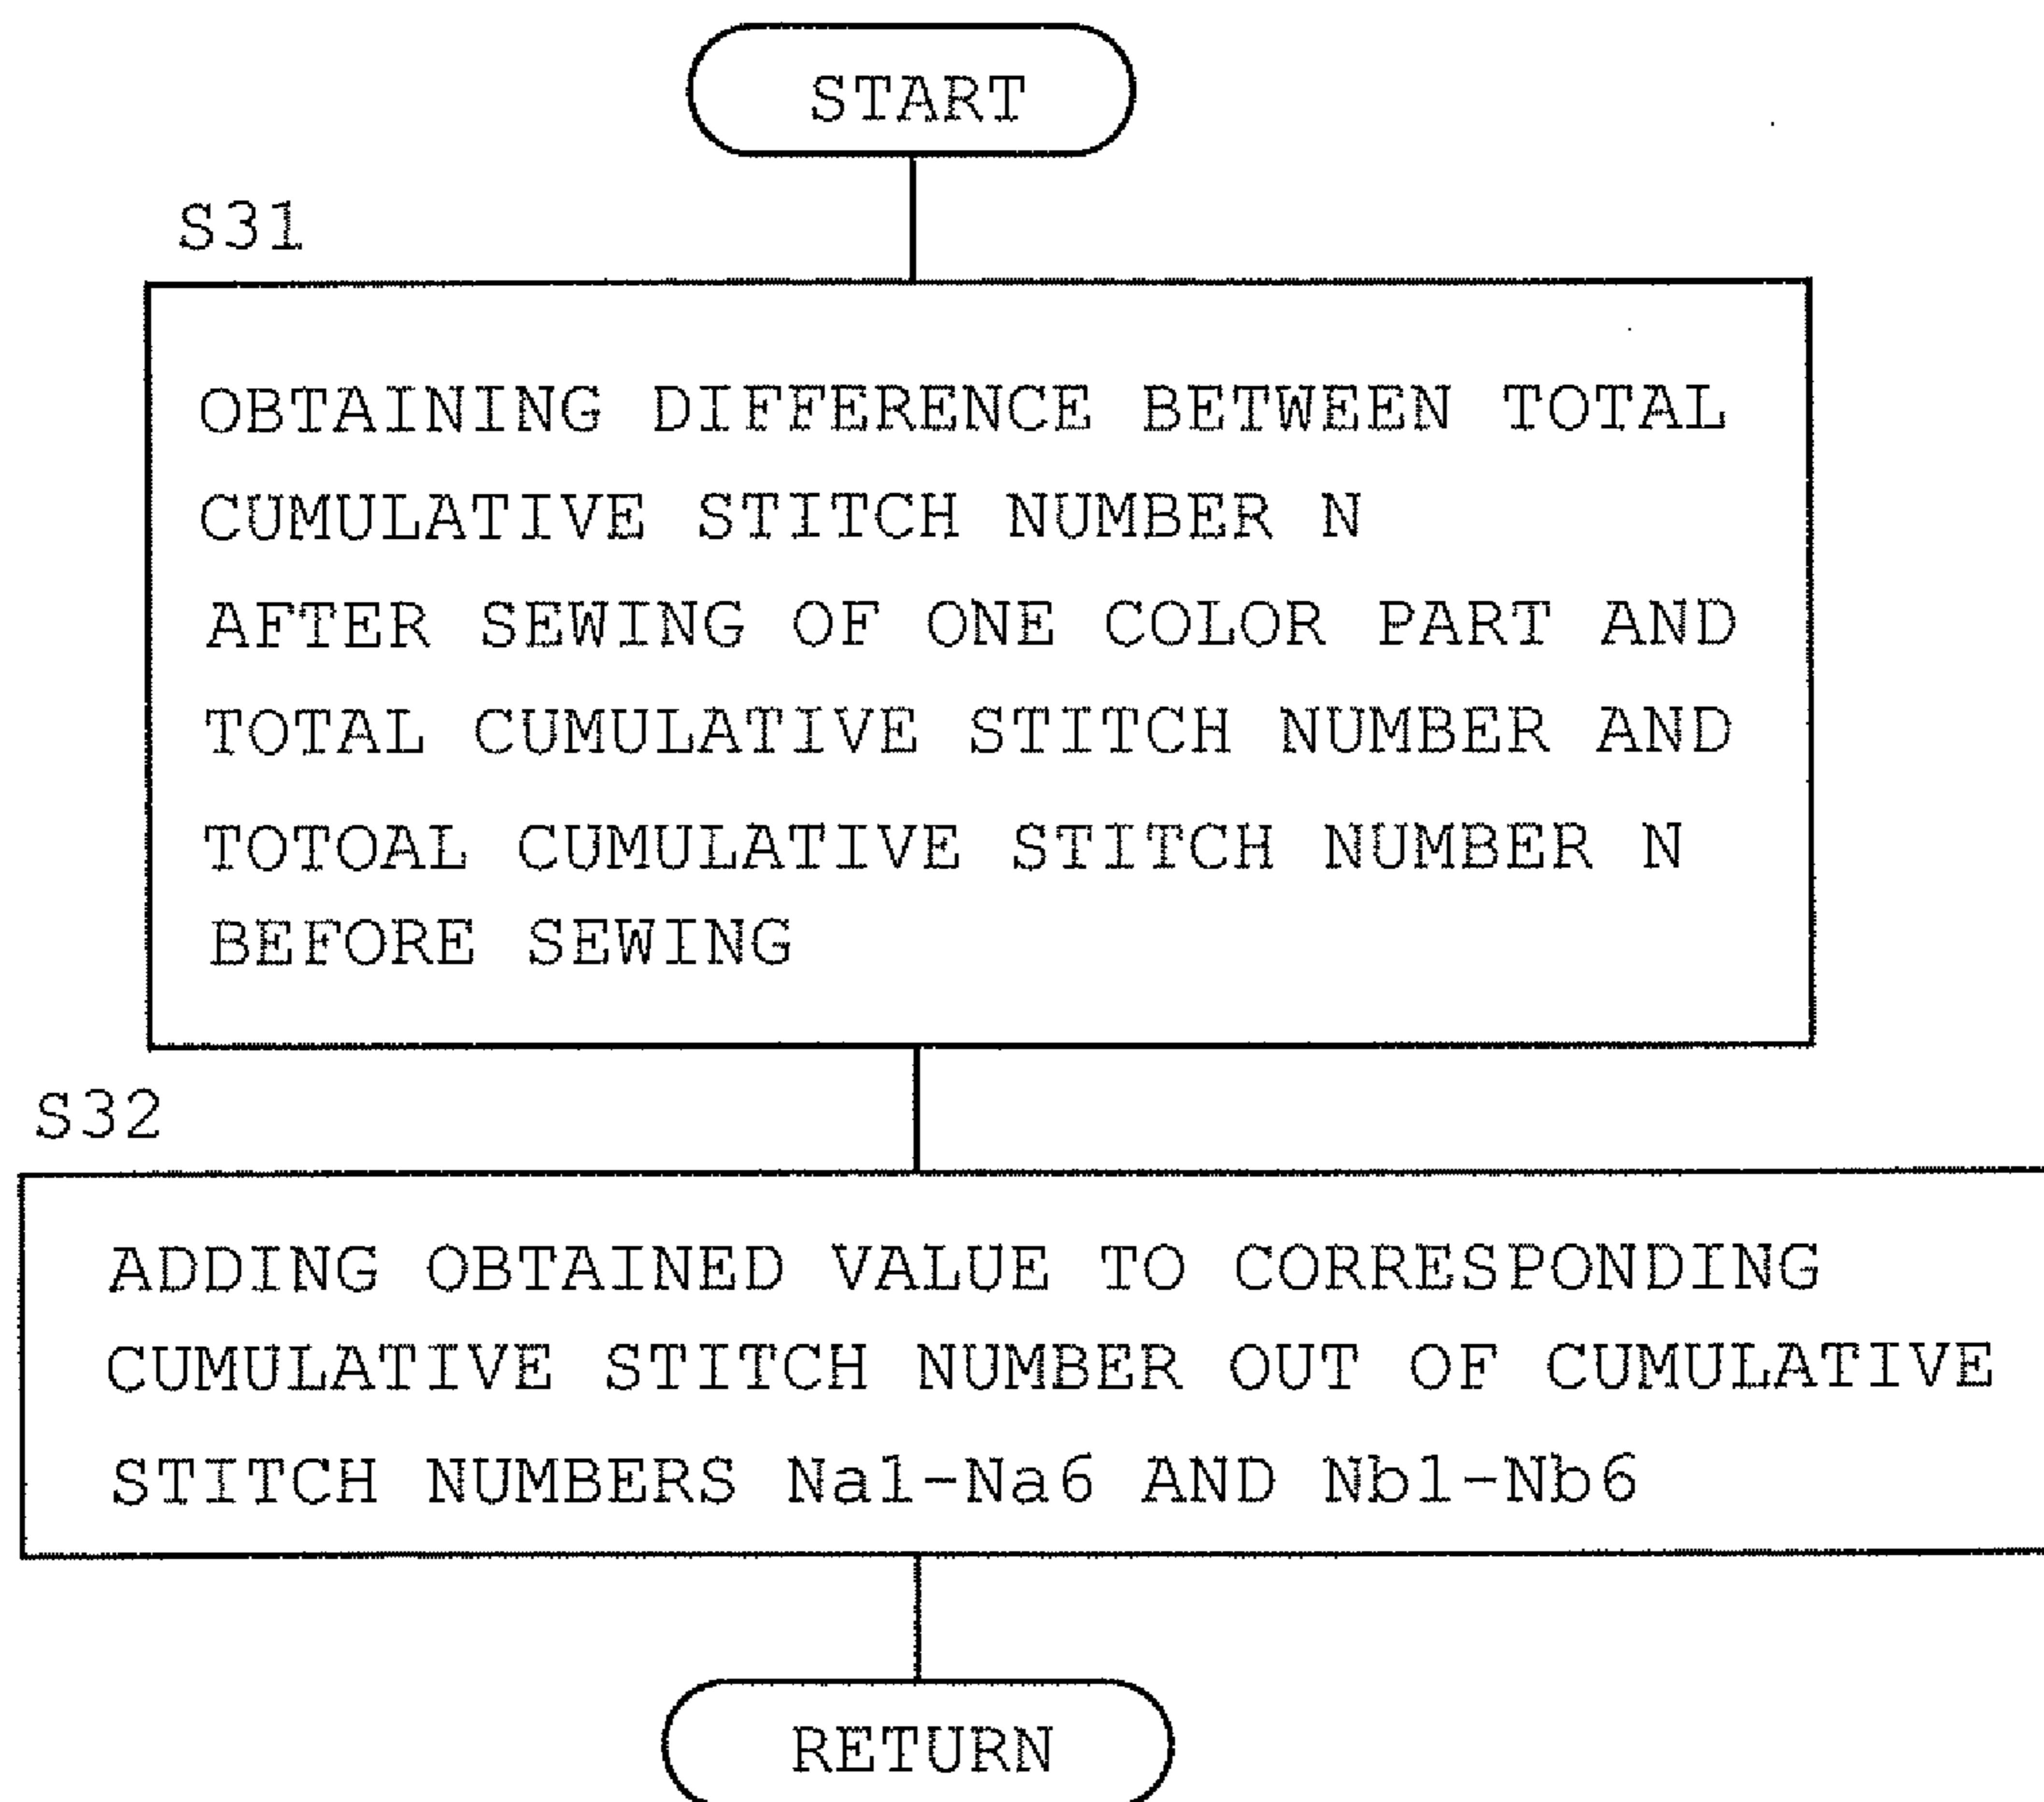 START
S31
OBTAINING DIFFERENCE BETWEEN TOTAL
CUMULATIVE STITCH NUMBER N
AFTER SEWING OF ONE COLOR PART AND
TOTAL CUMULATIVE STITCH NUMBER AND
TOTOAL CUMULATIVE STITCH NUMBER N
BEFORE SEWING
S32
ADDING OBTAINED VALUE TO CORRESPONDING
CUMULATIVE STITCH NUMBER OUT OF CUMULATIVE
STITCH NUMBERS Na1-Na6 AND Nb1-Nb6
RETURN